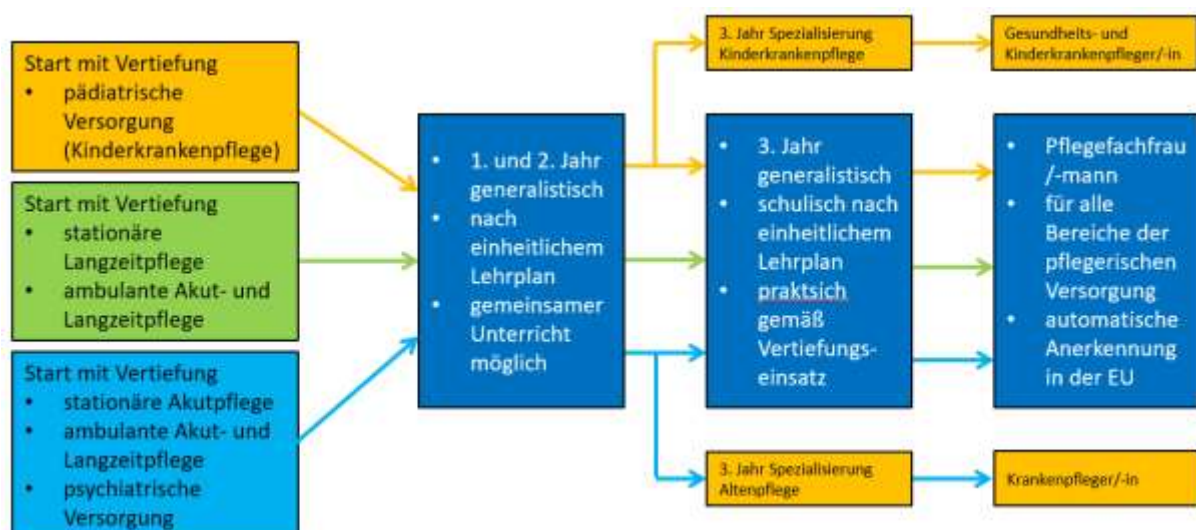 Start mit Vertiefung
• pädiatrische
Versorgung
(Kinderkrankenpflege)
Start mit Vertiefung
• stationäre
Langzeitpflege
• ambulante Akut- und
Langzeitpflege
Start mit Vertiefung
• stationäre Akutpflege
• ambulante Akut- und
Langzeitpflege
• psychiatrische
Versorgung
• 1. und 2. Jahr
generalistisch
• nach
einheitlichem
Lehrplan
• gemeinsamer
Unterricht
möglich
3. Jahr Spezialisierung
Kinderkrankenpflege
• 3. Jahr
generalistisch
• schulisch nach
einheitlichem
Lehrplan
• praktsich
gemäß
Vertiefungs-
einsatz
3. Jahr Spezialisierung
Altenpflege
Gesundheits- und
Kinderkrankenpfleger/-in
• Pflegefachfrau
/-mann
• für alle
Bereiche der
pflegerischen
Versorgung
• automatische
Anerkennung
in der EU
Krankenpfleger/-in